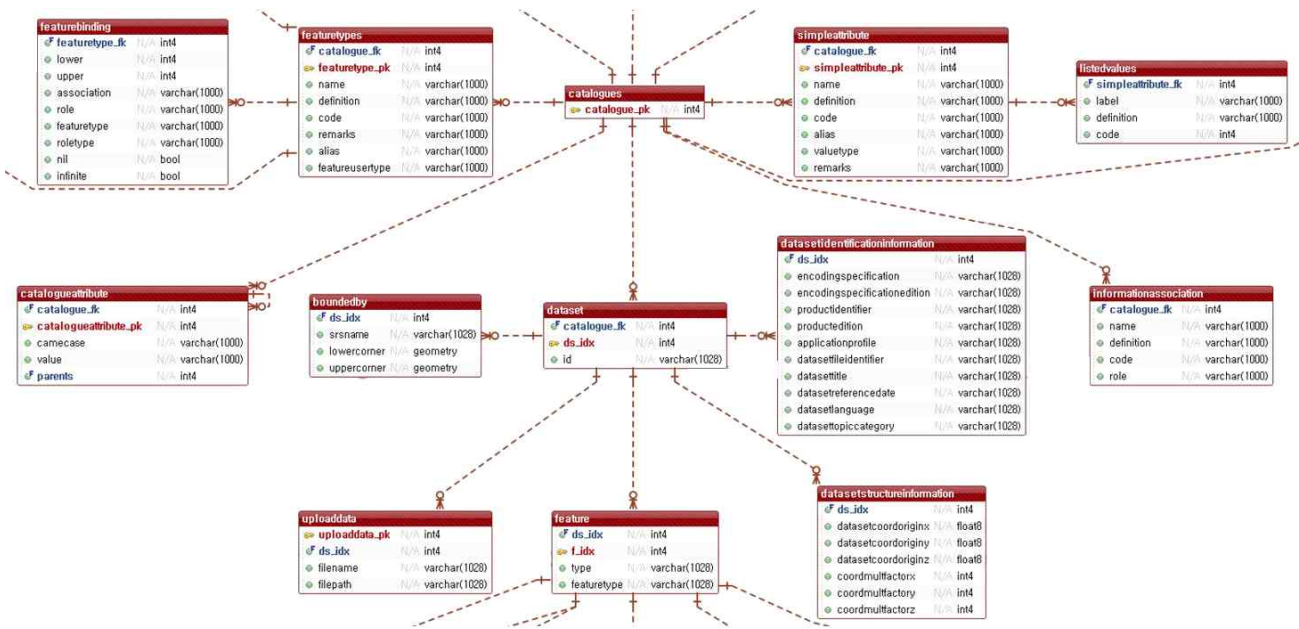 featurebinding
featuretype_fk N/A int4
lower N/A int4
upper N/A int4
association N/A varchar(1000)
role N/A varchar(1000)
featuretype N/A varchar(1000)
roletype N/A varchar(1000)
nil N/A bool
infinite N/A bool
featuretypes
catalogue_fk N/A int4
featuretype_pk N/A int4
name N/A varchar(1000)
definition N/A varchar(1000)
code N/A varchar(1000)
remarks N/A varchar(1000)
alias N/A varchar(1000)
featureusertype N/A varchar(1000)
catalogues
catalogue_pk N/A int4
simpleattribute
catalogue_fk N/A int4
simpleattribute_pk N/A int4
name N/A varchar(1000)
definition N/A varchar(1000)
code N/A varchar(1000)
alias N/A varchar(1000)
valuetype N/A varchar(1000)
remarks N/A varchar(1000)
listedvalues
simpleattribute_fk N/A int4
label N/A varchar(1000)
definition N/A varchar(1000)
code N/A int4
catalogueattribute
catalogue_fk N/A int4
catalogueattribute_pk N/A int4
camecase N/A varchar(1000)
value N/A varchar(1000)
parents N/A int4
boundedby
ds_idx N/A int4
srsname N/A varchar(1028)
lowercorner N/A geometry
uppercorner N/A geometry
dataset
catalogue_fk N/A int4
ds_idx N/A int4
id N/A varchar(1028)
datasetidentificationinformation
ds_idx N/A int4
encodingspecification N/A varchar(1028)
encodingspecificationedition N/A varchar(1028)
productidentifier N/A varchar(1028)
productedition N/A varchar(1028)
applicationprofile N/A varchar(1028)
datasetfileidentifier N/A varchar(1028)
datasettitle N/A varchar(1028)
datasetreferencedate N/A varchar(1028)
datasetlanguage N/A varchar(1028)
datasettopiccategory N/A varchar(1028)
informationassociation
catalogue_fk N/A int4
name N/A varchar(1000)
definition N/A varchar(1000)
code N/A varchar(1000)
role N/A varchar(1000)
uploaddata
uploaddata_pk N/A int4
ds_idx N/A int4
filename N/A varchar(1028)
filepath N/A varchar(1028)
feature
ds_idx N/A int4
f_idx N/A int4
type N/A varchar(1028)
featuretype N/A varchar(1028)
datasetstructureinformation
ds_idx N/A int4
datasetcoordoriginx N/A float8
datasetcoordoriginy N/A float8
datasetcoordoriginz N/A float8
coordmultfactorx N/A int4
coordmultfactory N/A int4
coordmultfactorz N/A int4